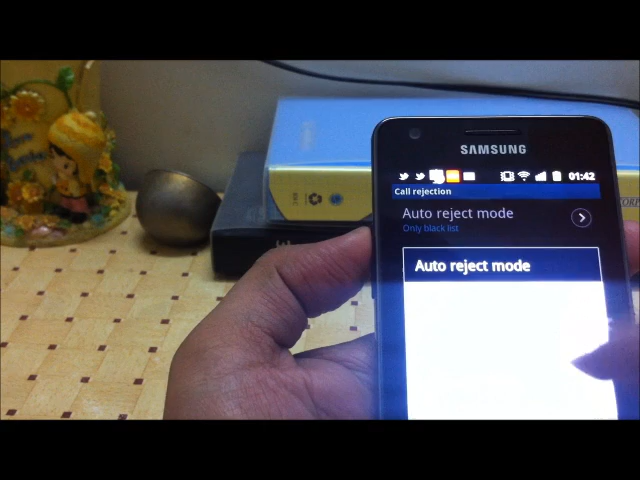 SAMSUNG
01:42
Call rejection
Auto reject mode
Only black list
Auto reject mode